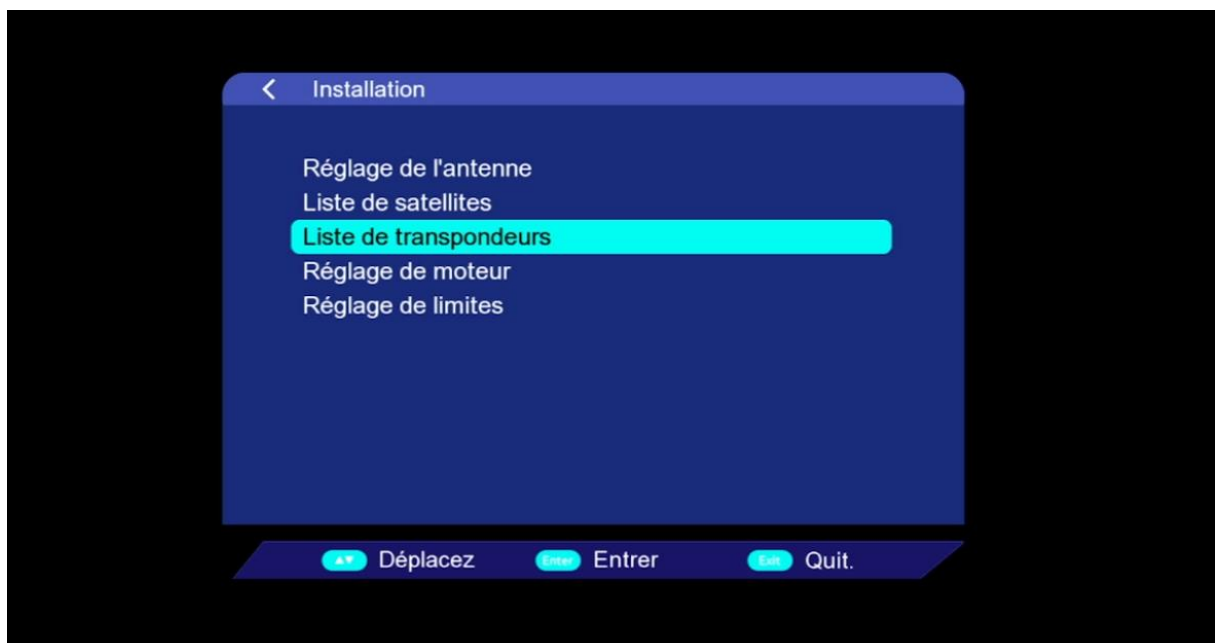 Installation
Réglage de l'antenne
Liste de satellites
Liste de transpondeurs
Réglage de moteur
Réglage de limites
Déplacez Enter Entrer Exit Quit.